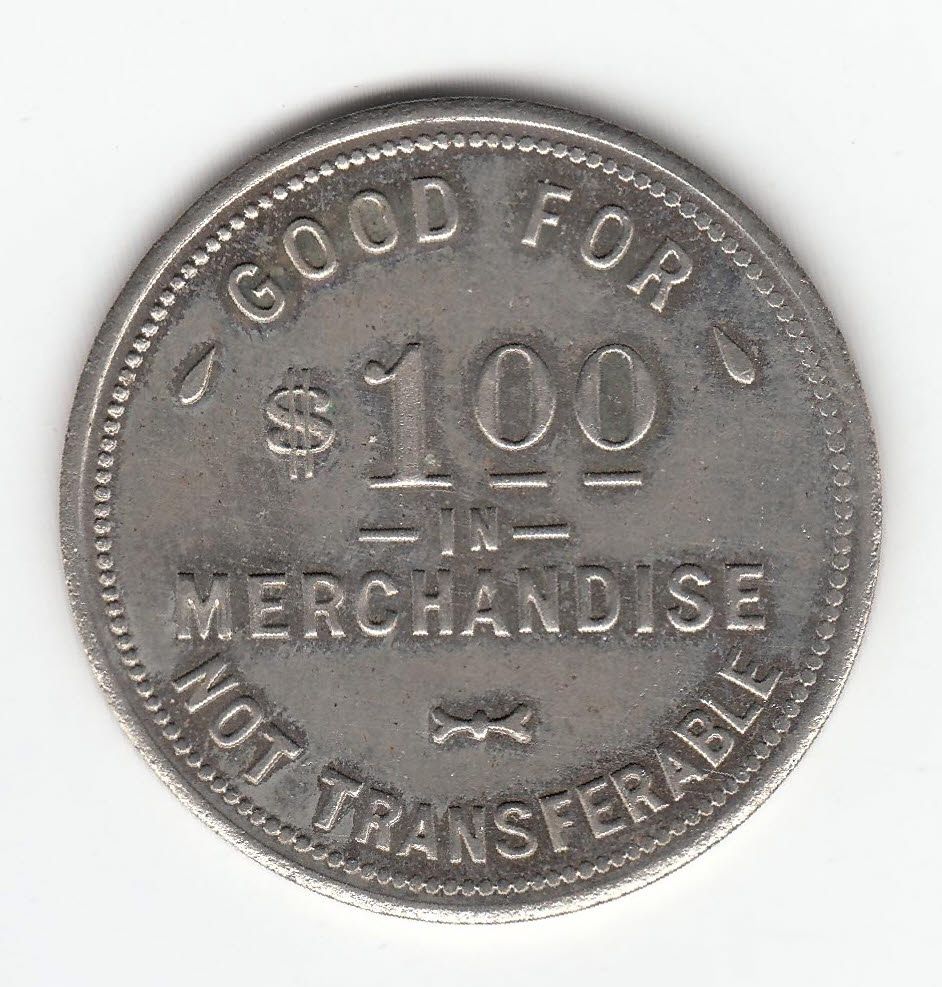 GOOD FOR
$1.00
IN
MERCHANDISE
NOT TRANSFERABLE